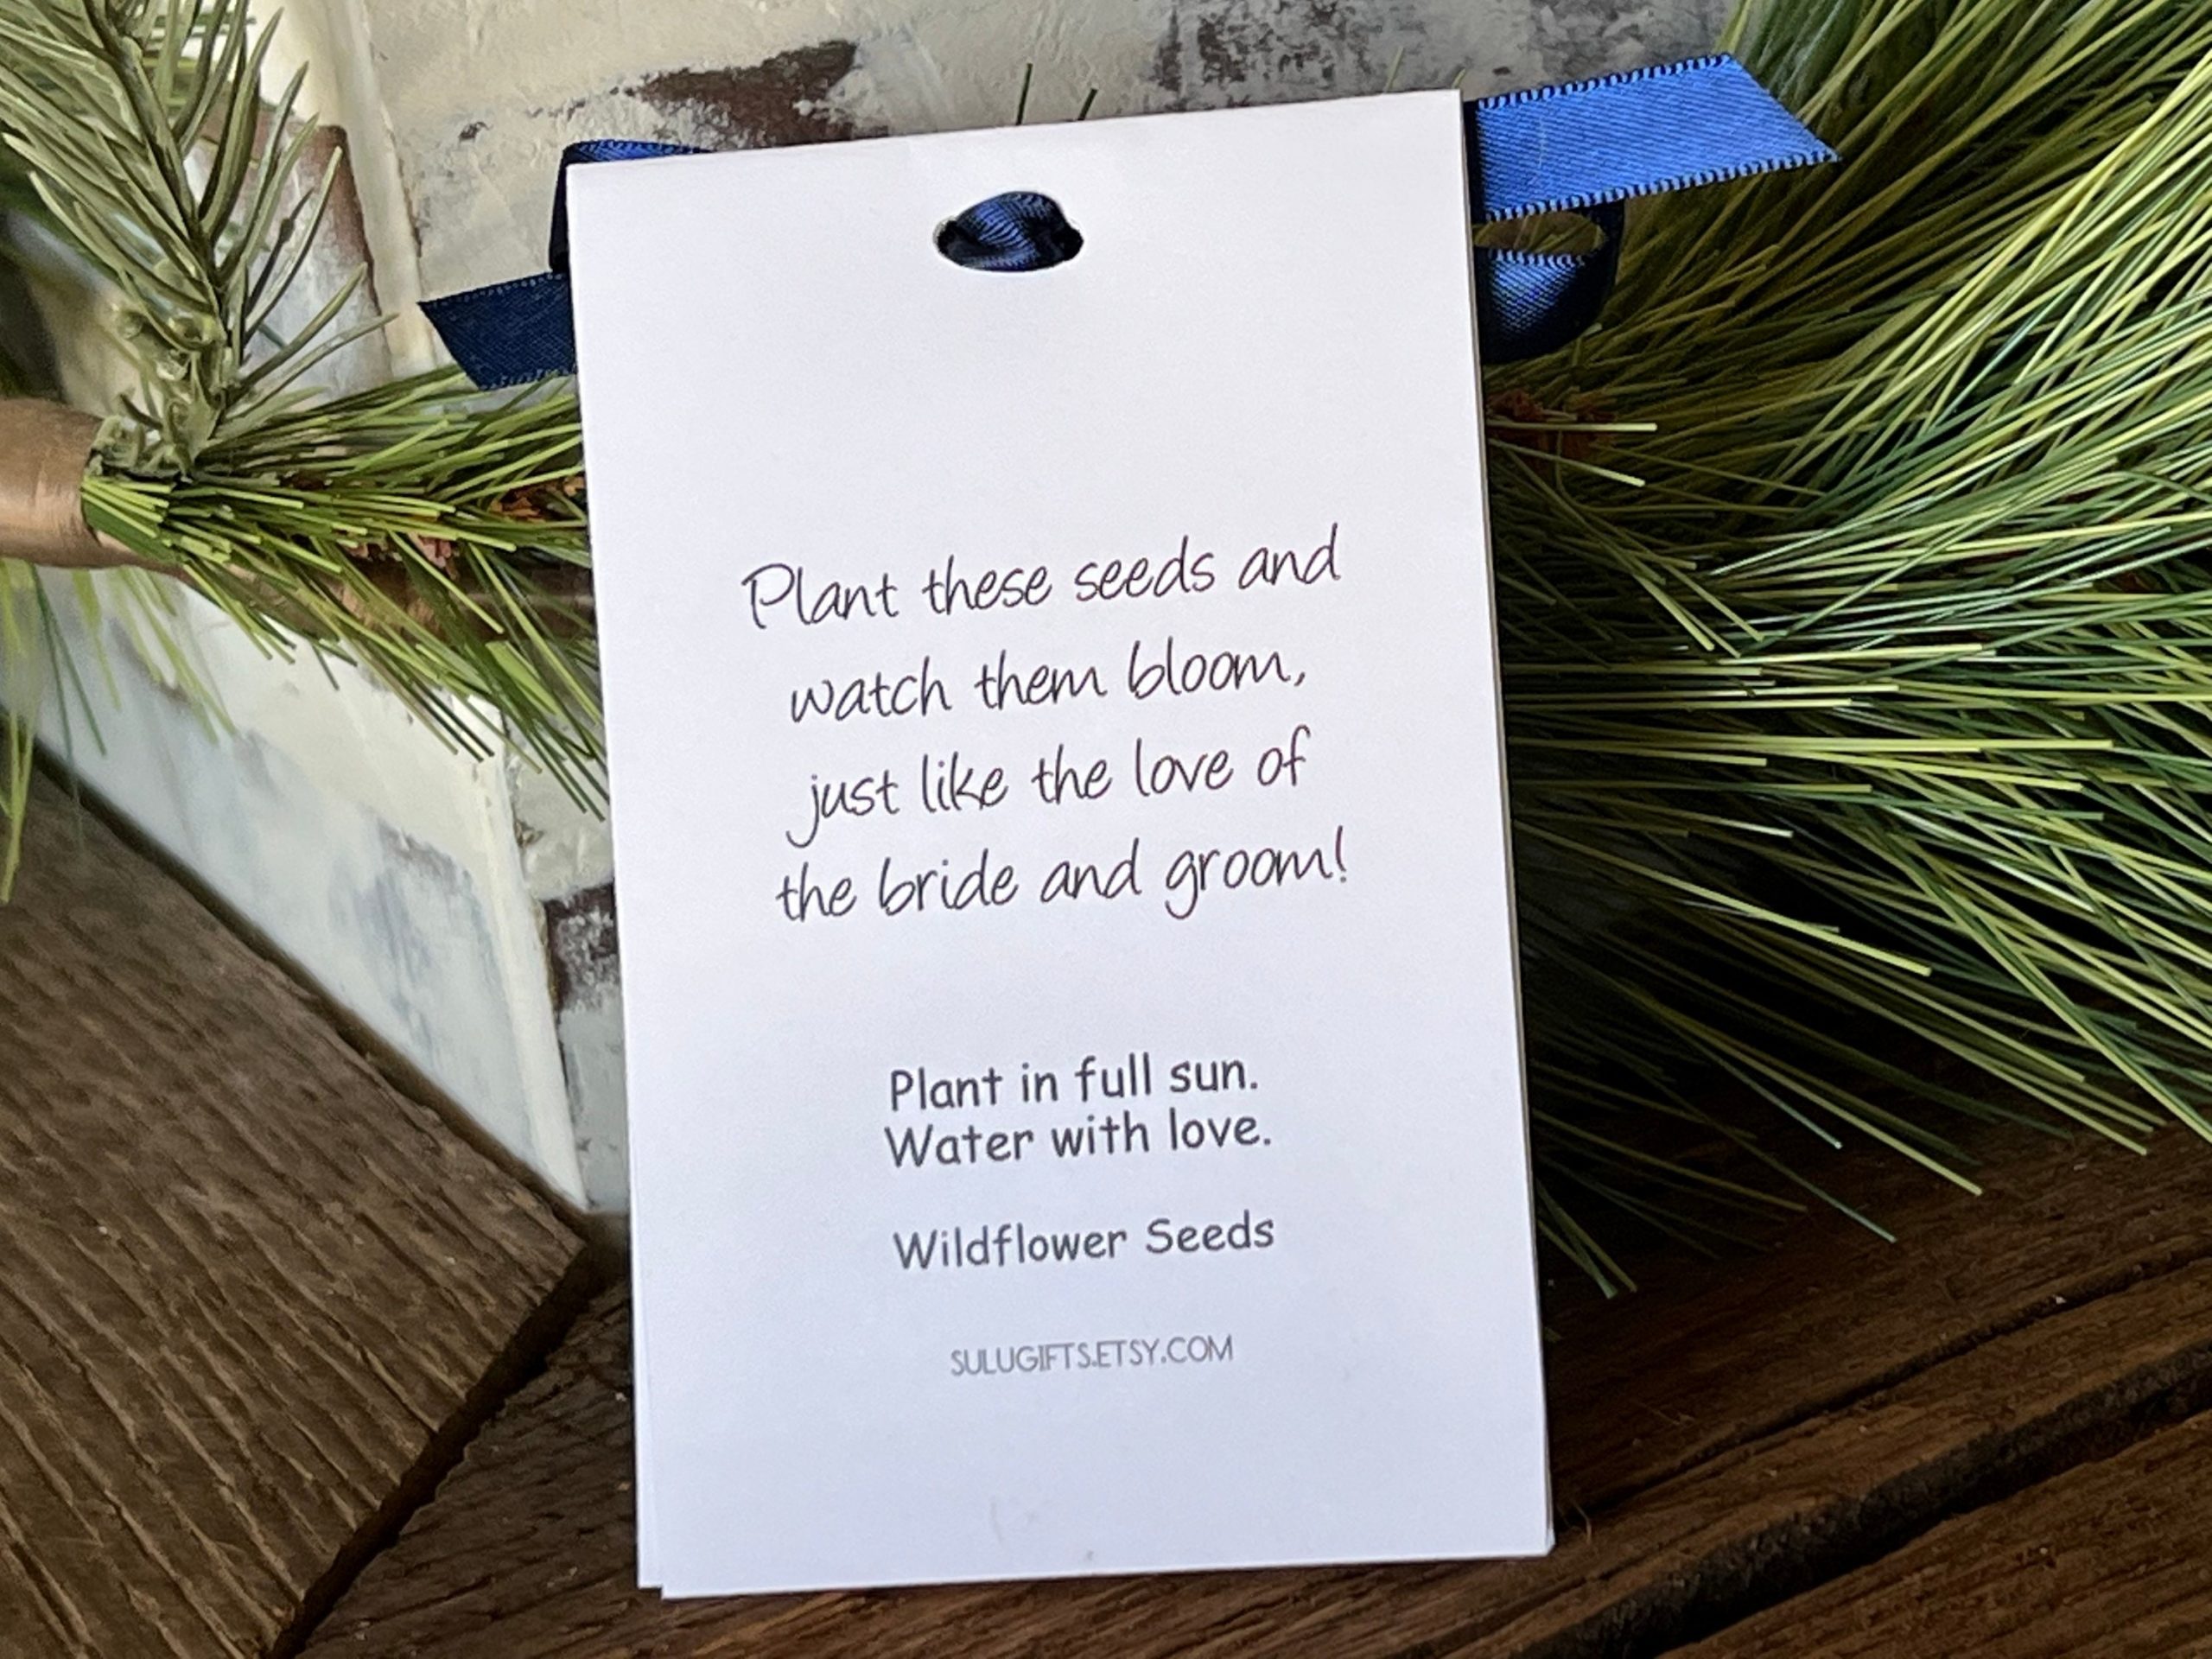 Plant these seeds and
watch them bloom,
just like the love of
the bride and groom!
Plant in full sun.
Water with love.
Wildflower Seeds
SULUGIFTS.ETSY.COM